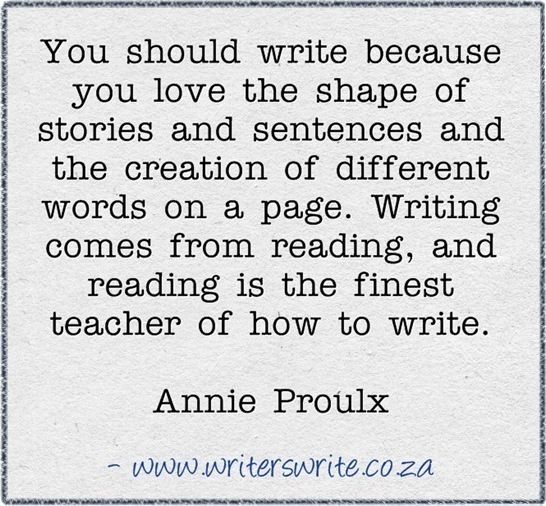 You should write because
you love the shape of
stories and sentences and
the creation of different
words on a page. Writing
comes from reading, and
reading is the finest
teacher of how to write.
Annie Proulx
- www.writerswrite.co.za